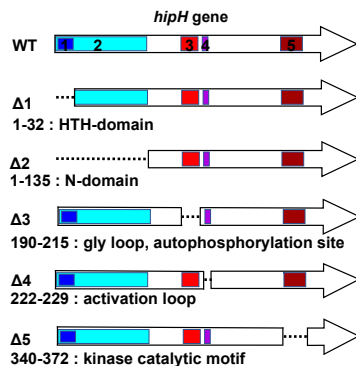 hipH gene
WT 1 2 3 4 5
Δ1
1-32 : HTH-domain
Δ2
1-135 : N-domain
Δ3
190-215 : gly loop, autophosphorylation site
Δ4
222-229 : activation loop
Δ5
340-372 : kinase catalytic motif